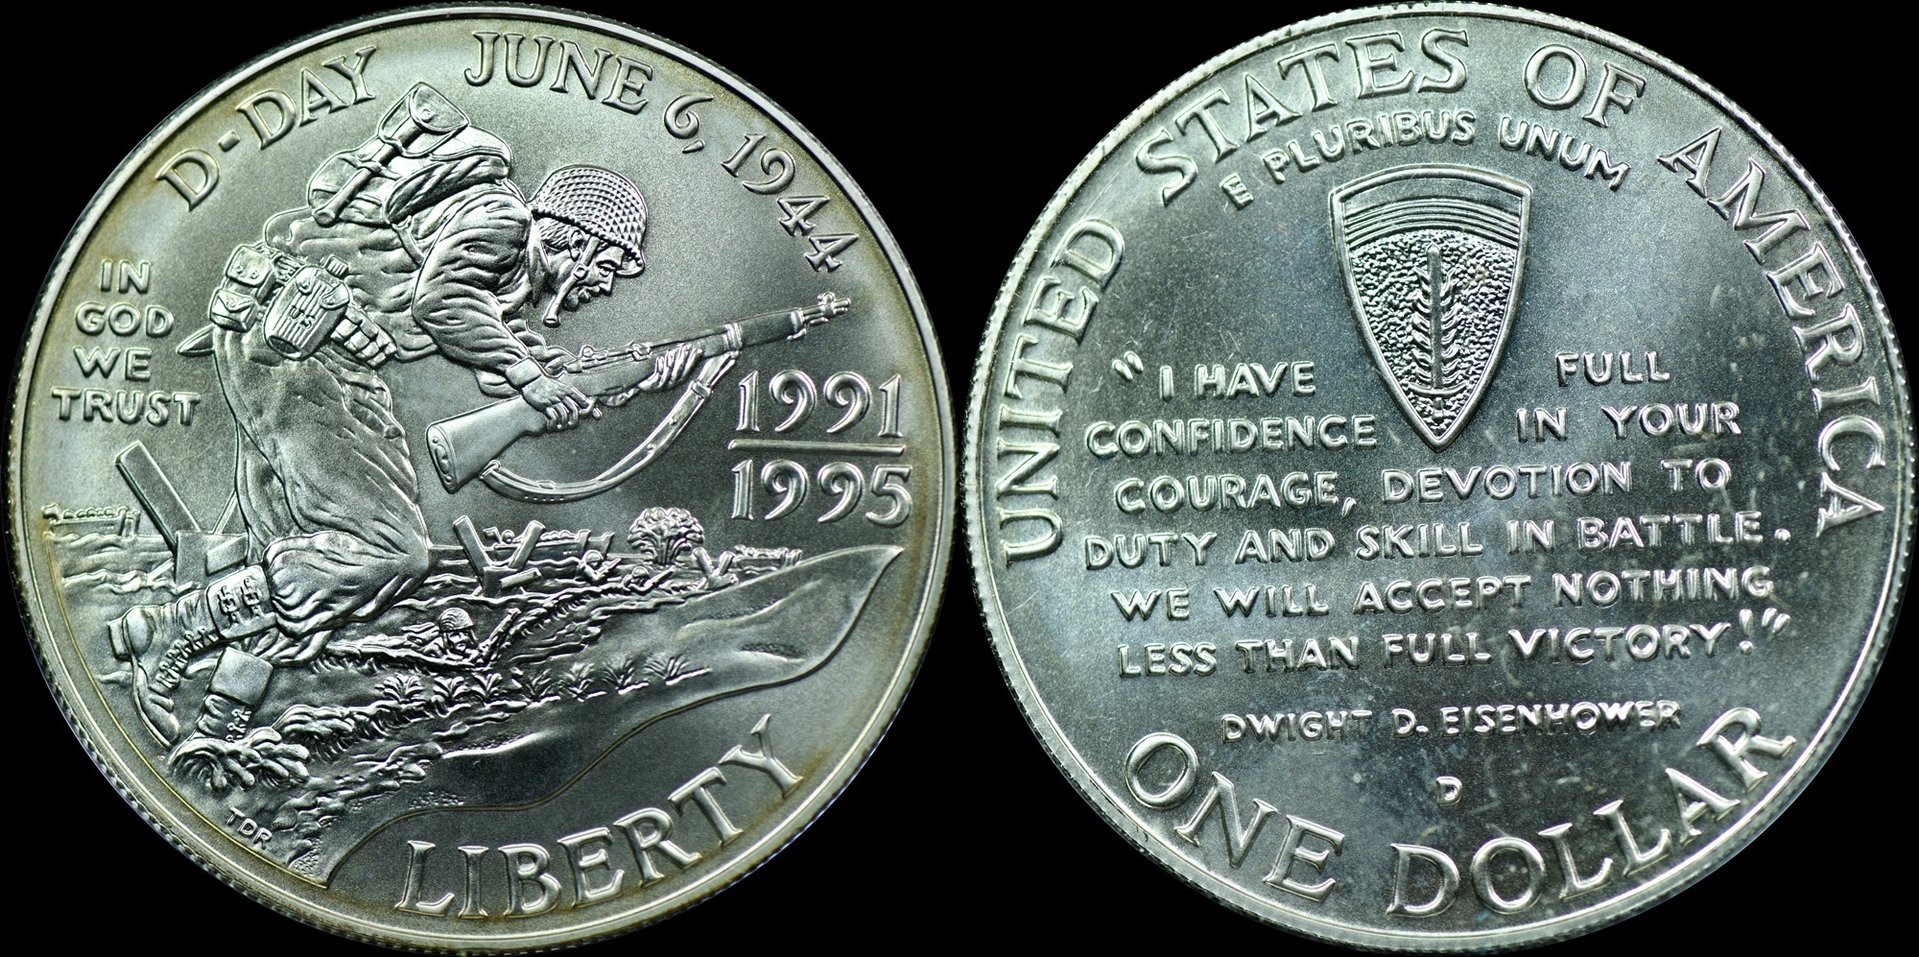 D-DAY JUNE 6, 1944
IN
GOD
WE
TRUST
1991
1995
TDR
LIBERTY
UNITED STATES OF AMERICA
E PLURIBUS UNUM
"I HAVE FULL
CONFIDENCE IN YOUR
COURAGE, DEVOTION TO
DUTY AND SKILL IN BATTLE.
WE WILL ACCEPT NOTHING
LESS THAN FULL VICTORY!"
DWIGHT D. EISENHOWER
D
ONE DOLLAR